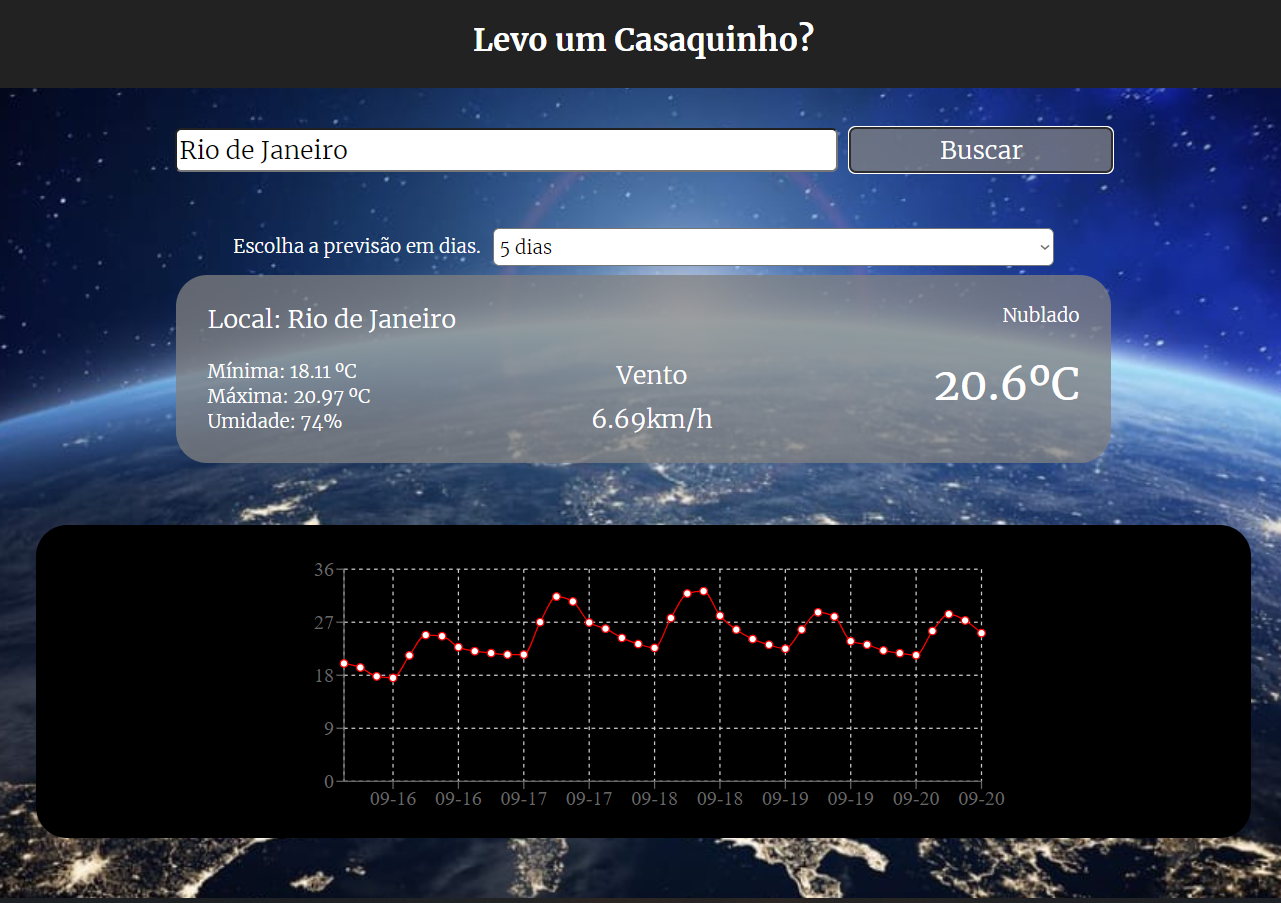 Levo um Casaquinho?
Rio de Janeiro
Buscar
Escolha a previsão em dias.
5 dias
Local: Rio de Janeiro
Nublado
Mínima: 18.11 ºC
Máxima: 20.97 ºC
Umidade: 74%
Vento
6.69km/h
20.6ºC
36
27
18
9
0
09-16 09-16 09-17 09-17 09-18 09-18 09-19 09-19 09-20 09-20